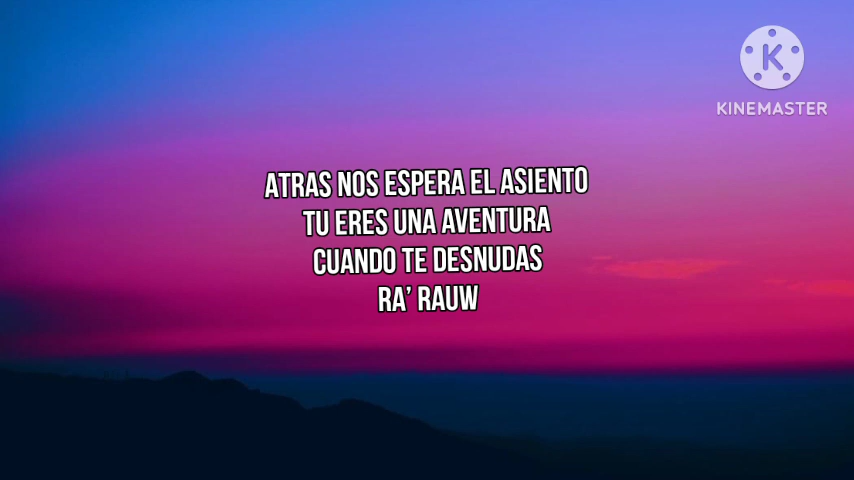 KINEMASTER
ATRAS NOS ESPERA EL ASIENTO
TU ERES UNA AVENTURA
CUANDO TE DESNUDAS
RA’ RAUW